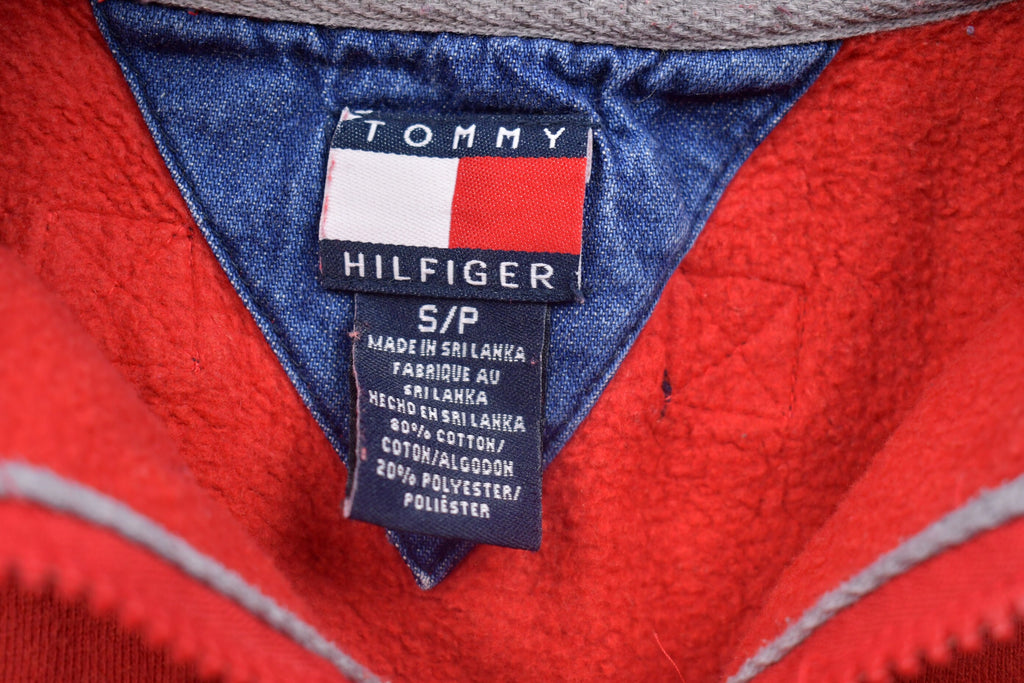 TOMMY
HILFIGER
S/P
MADE IN SRI LANKA
FABRIQUE AU
SRI LANKA
HECHO EN SRI LANKA
80% COTTON/
COTON/ALGODON
20% POLYESTER/
POLIÉSTER